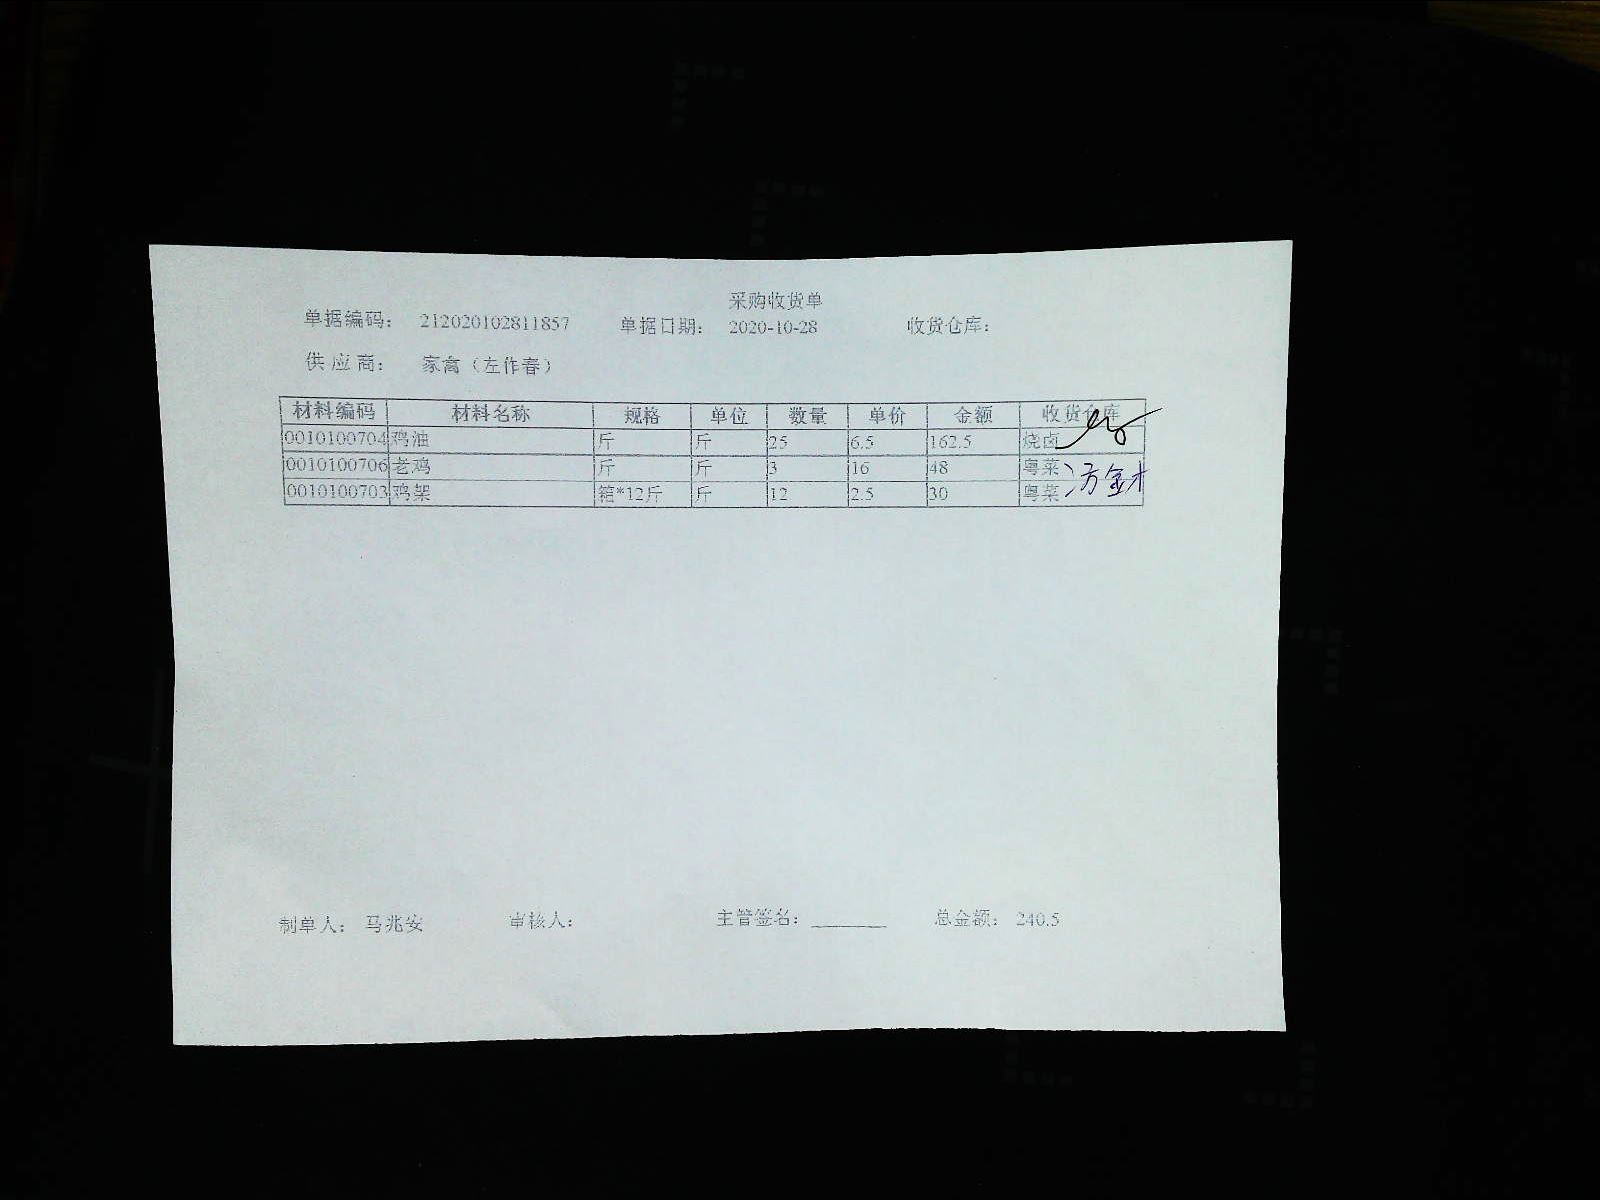 采购收货单
单据编码： 212020102811857 单据日期： 2020-10-28 收货仓库：
供应商： 家禽（左作春）
材料编码 材料名称 规格 单位 数量 单价 金额 收货仓库
0010100704 鸡油 斤 斤 25 6.5 162.5 烧卤
0010100706 老鸡 斤 斤 3 16 48 粤菜
0010100703 鸡架 箱*12斤 斤 12 2.5 30 粤菜
制单人： 马兆安 审核人： 主管签名： 总金额： 240.5